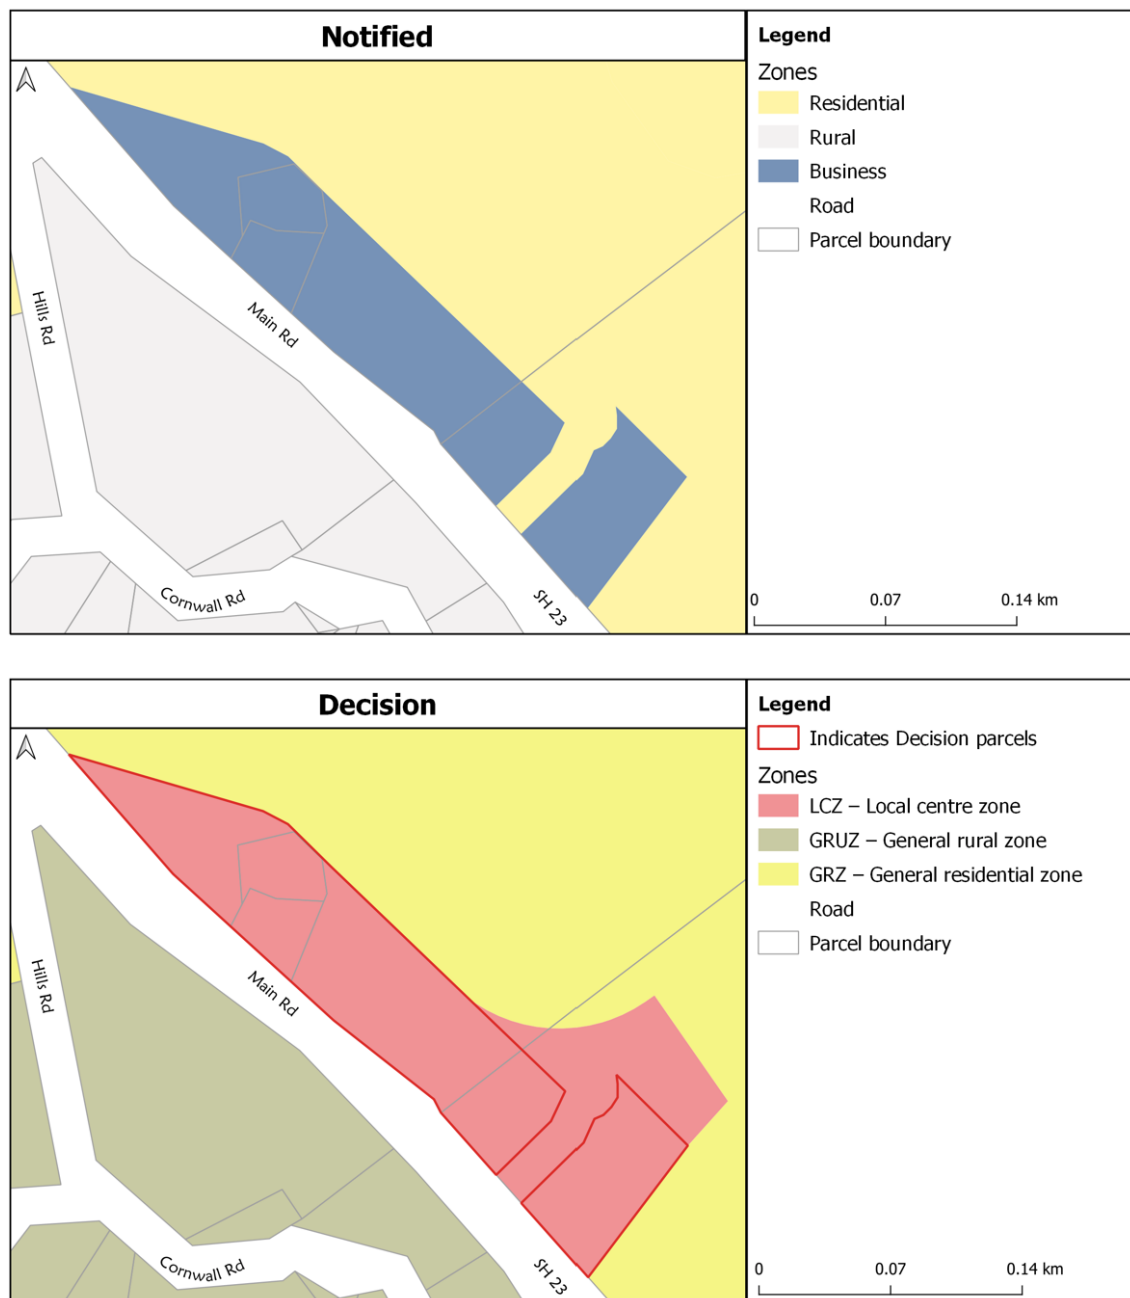 Notified
Hills Rd
Main Rd
Cornwall Rd
SH 23
Legend
Zones
Residential
Rural
Business
Road
Parcel boundary
0 0.07 0.14 km
Decision
Hills Rd
Main Rd
Cornwall Rd
SH 23
Legend
Indicates Decision parcels
Zones
LCZ – Local centre zone
GRUZ – General rural zone
GRZ – General residential zone
Road
Parcel boundary
0 0.07 0.14 km